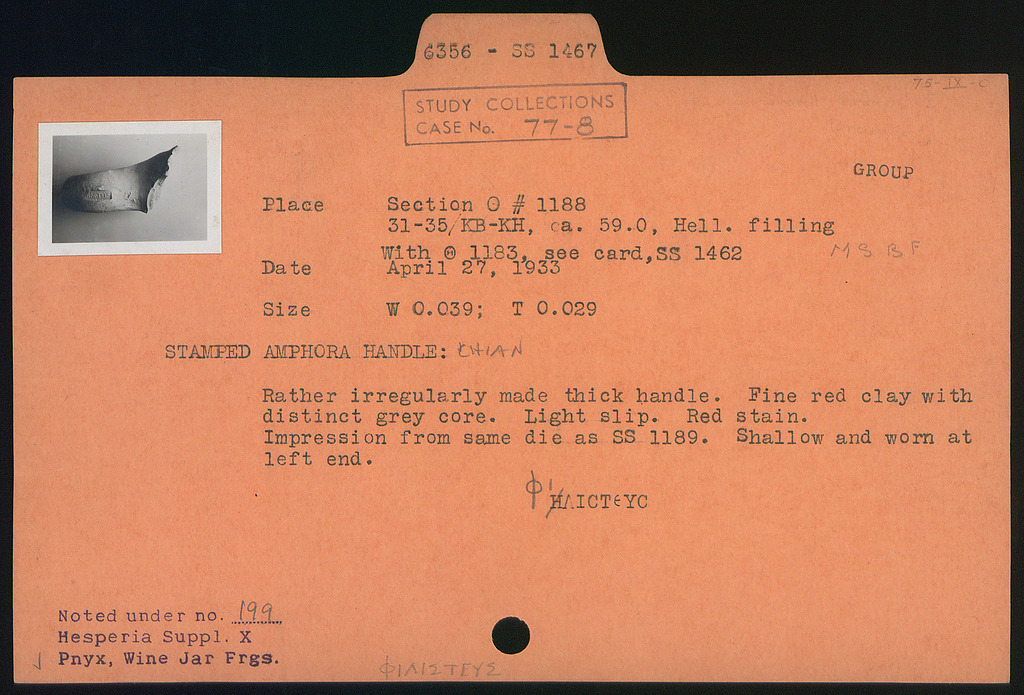 6356 - SS 1467
75-IX-C
STUDY COLLECTIONS
CASE No. 77-8
GROUP
Place Section Θ # 1188
31-35/KB-KH, ca. 59.0, Hell. filling
With Θ 1183, see card,SS 1462
M S B F
Date April 27, 1933
Size W 0.039; T 0.029
STAMPED AMPHORA HANDLE: CHIAN
Rather irregularly made thick handle. Fine red clay with
distinct grey core. Light slip. Red stain.
Impression from same die as SS 1189. Shallow and worn at
left end.
ΦΙΛΙCΤЄΥC
Noted under no. 199
Hesperia Suppl. X
Pnyx, Wine Jar Frgs.
ΦΙΛΙΣΤΕΥΣ